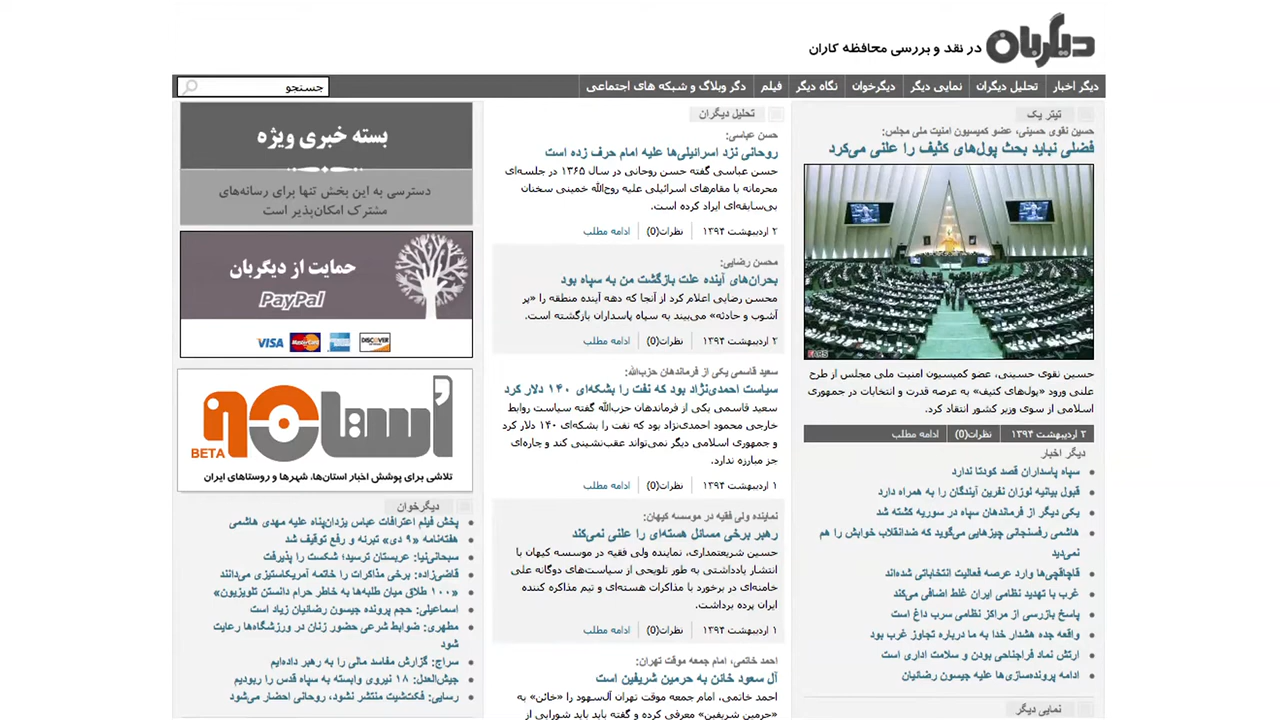 دیگربان
در نقد و بررسی محافظه کاران
دیگر اخبار
تحلیل دیگران
نمایی دیگر
دیگرخوان
نگاه دیگر
فیلم
دگر وبلاگ و شبکه های اجتماعی
جستجو
تیتر یک
حسین نقوی حسینی، عضو کمیسیون امنیت ملی مجلس:
فضلی نباید بحث پول‌های کثیف را علنی می‌کرد
FARS
حسین نقوی حسینی، عضو کمیسیون امنیت ملی مجلس از طرح
علنی ورود «پول‌های کثیف» به عرصه قدرت و انتخابات در جمهوری
اسلامی از سوی وزیر کشور انتقاد کرد.
۲ اردیبهشت ۱۳۹۴
نظرات(0)
ادامه مطلب
دیگر اخبار
سپاه پاسداران قصد کودتا ندارد
قبول بیانیه لوزان نفرین آیندگان را به همراه دارد
یکی دیگر از فرماندهان سپاه در سوریه کشته شد
هاشمی رفسنجانی چیزهایی می‌گوید که ضدانقلاب خوابش را هم
نمی‌دید
قاچاقچی‌ها وارد عرصه فعالیت انتخاباتی شده‌اند
غرب با تهدید نظامی ایران غلط اضافی می‌کند
پاسخ بازرسی از مراکز نظامی سرب داغ است
واقعه جده هشدار خدا به ما درباره تجاوز غرب بود
ارتش نماد فراجناحی بودن و سلامت اداری است
ادامه پرونده‌سازی‌ها علیه جیسون رضائیان
نمایی دیگر
تحلیل دیگران
حسن عباسی:
روحانی نزد اسرائیلی‌ها علیه امام حرف زده است
حسن عباسی گفته حسن روحانی در سال ۱۳۶۵ در جلسه‌ای
محرمانه با مقام‌های اسرائیلی علیه روح‌الله خمینی سخنان
بی‌سابقه‌ای ایراد کرده است.
۲ اردیبهشت ۱۳۹۴
نظرات(0)
ادامه مطلب
محسن رضایی:
بحران‌های آینده علت بازگشت من به سپاه بود
محسن رضایی اعلام کرد از آنجا که دهه آینده منطقه را «پر
آشوب و حادثه» می‌بیند به سپاه پاسداران بازگشته است.
۲ اردیبهشت ۱۳۹۴
نظرات(0)
ادامه مطلب
سعید قاسمی یکی از فرماندهان حزب‌الله:
سیاست احمدی‌نژاد بود که نفت را بشکه‌ای ۱۴۰ دلار کرد
سعید قاسمی یکی از فرماندهان حزب‌الله گفته سیاست روابط
خارجی محمود احمدی‌نژاد بود که نفت را بشکه‌ای ۱۴۰ دلار کرد
و جمهوری اسلامی دیگر نمی‌تواند عقب‌نشینی کند و چاره‌ای
جز مبارزه ندارد.
۱ اردیبهشت ۱۳۹۴
نظرات(0)
ادامه مطلب
نماینده ولی فقیه در موسسه کیهان:
رهبر برخی مسائل هسته‌ای را علنی نمی‌کند
حسین شریعتمداری، نماینده ولی فقیه در موسسه کیهان با
انتشار یادداشتی به طور تلویحی از سیاست‌های دوگانه علی
خامنه‌ای در برخورد با مذاکرات هسته‌ای و تیم مذاکره کننده
ایران پرده برداشت.
۱ اردیبهشت ۱۳۹۴
نظرات(0)
ادامه مطلب
احمد خاتمی، امام جمعه موقت تهران:
آل سعود خائن به حرمین شریفین است
احمد خاتمی، امام جمعه موقت تهران آل‌سهود را «خائن» به
«حرمین شریفین» معرفی کرده و گفته باید باید شورایی از
بسته خبری ویژه
دسترسی به این بخش تنها برای رسانه‌های
مشترک امکان‌پذیر است
حمایت از دیگربان
PayPal
VISA
MasterCard
DISCOVER
استان
BETA
تلاشی برای پوشش اخبار استان‌ها، شهرها و روستاهای ایران
دیگرخوان
پخش فیلم اعترافات عباس یزدان‌پناه علیه مهدی هاشمی
هفته‌نامه «۹ دی» تبرئه و رفع توقیف شد
سبحانی‌نیا: عربستان ترسید؛ شکست را پذیرفت
قاضی‌زاده: برخی مذاکرات را خاتمه آمریکاستیزی می‌دانند
«۱۰۰ طلاق میان طلبه‌ها به خاطر حرام دانستن تلویزیون»
اسماعیلی: حجم پرونده جیسون رضائیان زیاد است
مطهری: ضوابط شرعی حضور زنان در ورزشگاه‌ها رعایت
شود
سراج: گزارش مفاسد مالی را به رهبر داده‌ایم
جیش‌العدل: ۱۸ نیروی وابسته به سپاه قدس را ربودیم
رسایی: فکت‌شیت منتشر نشود، روحانی احضار می‌شود